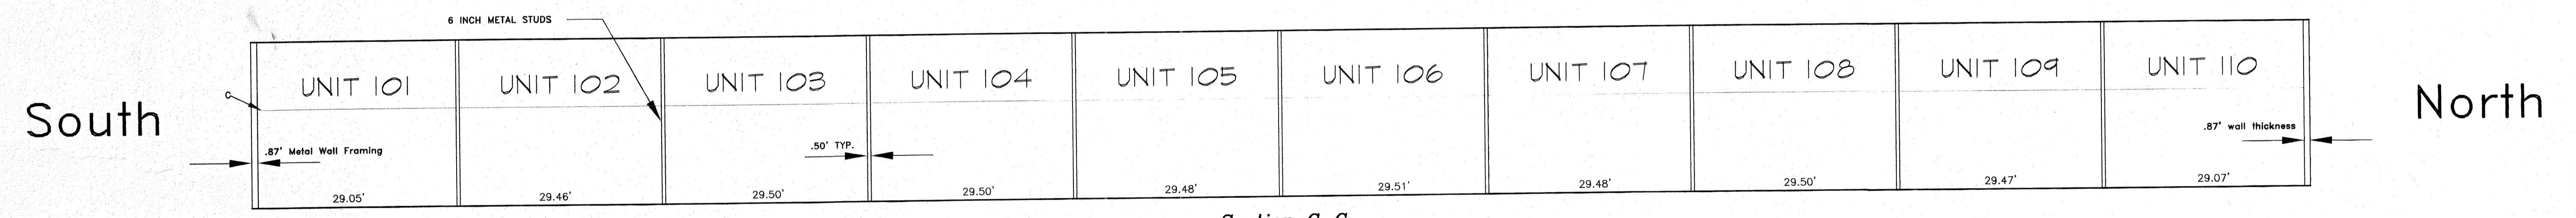 6 INCH METAL STUDS
UNIT 101 UNIT 102 UNIT 103 UNIT 104 UNIT 105 UNIT 106 UNIT 107 UNIT 108 UNIT 109 UNIT 110
C
South
North
.87' Metal Wall Framing
.50' TYP.
.87' wall thickness
29.05' 29.46' 29.50' 29.50' 29.48' 29.51' 29.48' 29.50' 29.47' 29.07'